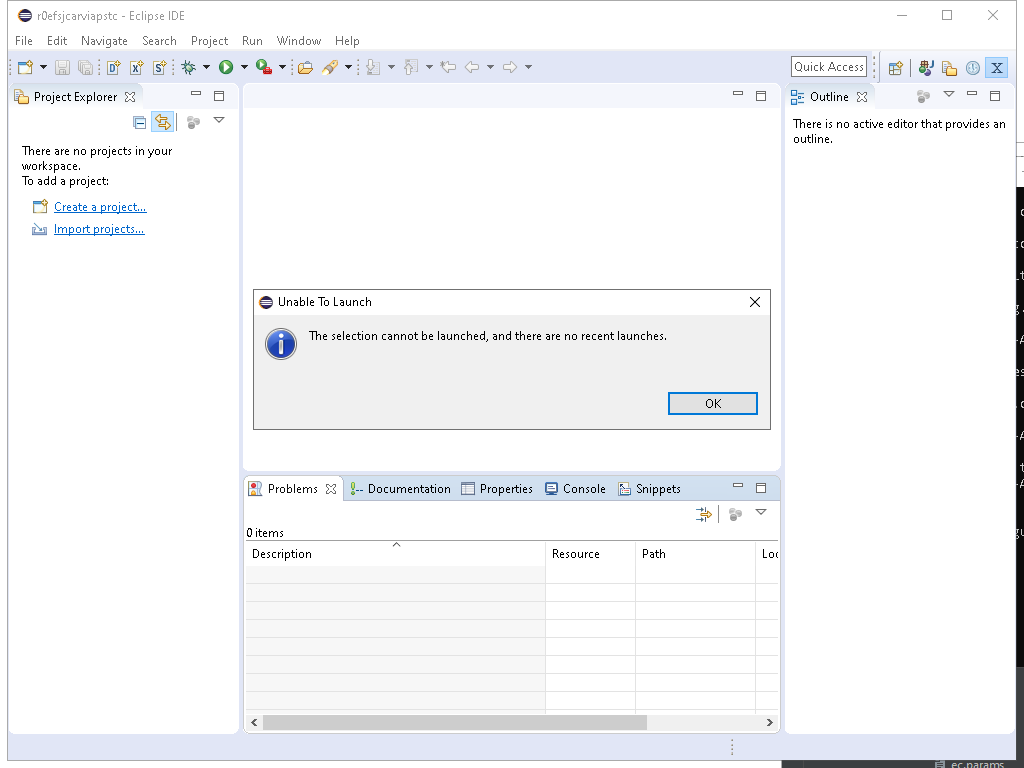 r0efsjcarviapstc - Eclipse IDE
File Edit Navigate Search Project Run Window Help
Quick Access
Project Explorer
Outline
There are no projects in your
workspace.
To add a project:
Create a project...
Import projects...
There is no active editor that provides an
outline.
Unable To Launch
The selection cannot be launched, and there are no recent launches.
OK
Problems Documentation Properties Console Snippets
0 items
Description Resource Path Loc
ec.params